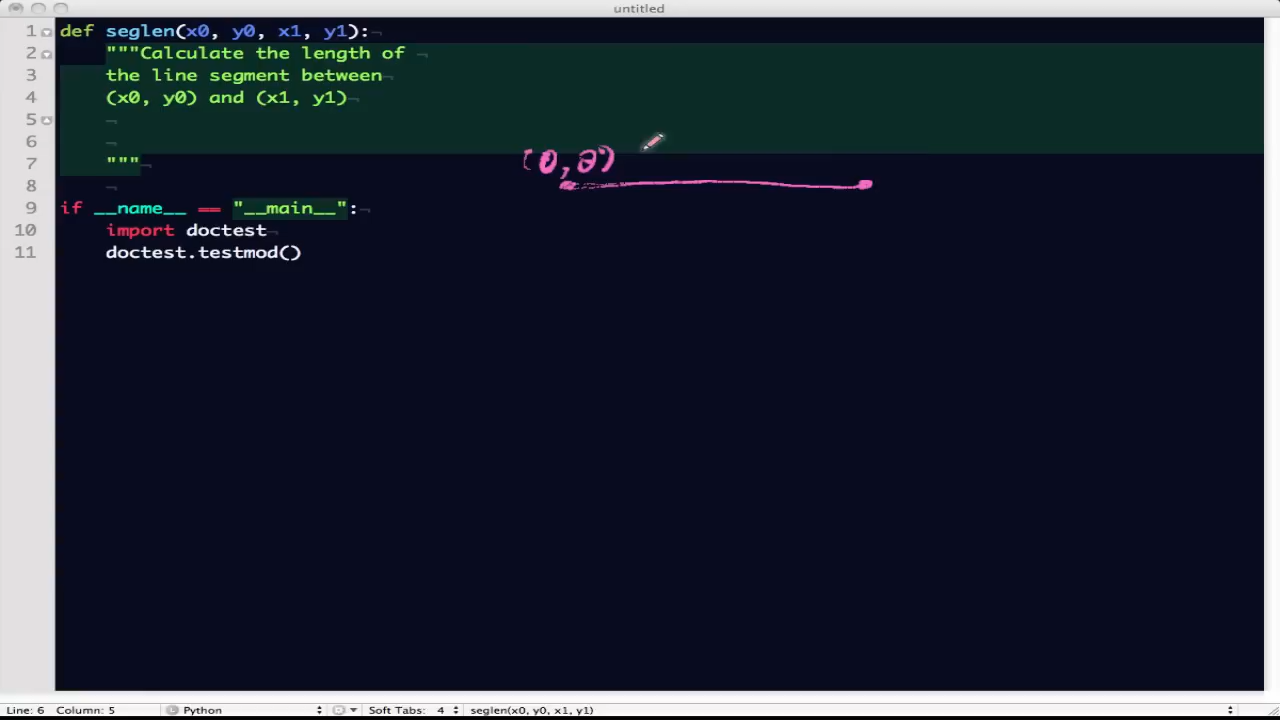 untitled
1 def seglen(x0, y0, x1, y1):¬
2 """Calculate the length of ¬
3 the line segment between¬
4 (x0, y0) and (x1, y1)¬
5 ¬
6 ¬
7 """¬
8 ¬
9 if __name__ == "__main__":¬
10 import doctest¬
11 doctest.testmod()
(0,0)
Line: 6 Column: 5 Python Soft Tabs: 4 seglen(x0, y0, x1, y1)